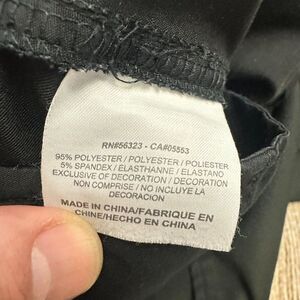 RN#56323 - CA#05553
95% POLYESTER / POLYESTER / POLIESTER
5% SPANDEX / ELASTHANNE / ELASTANO
EXCLUSIVE OF DECORATION / DECORATION
NON COMPRISE / NO INCLUYE LA
DECORACION
MADE IN CHINA/FABRIQUE EN
CHINE/HECHO EN CHINA